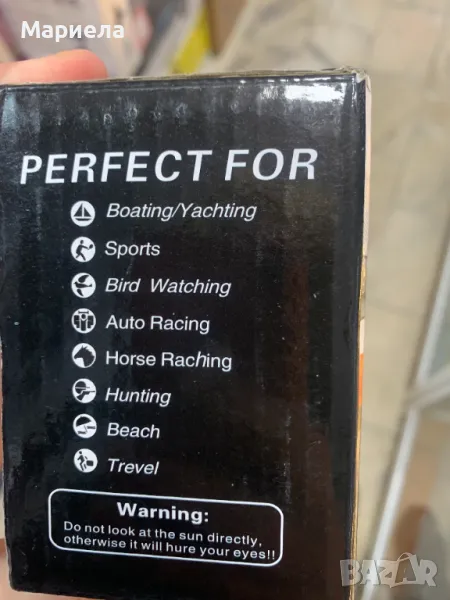 Мариела
PERFECT FOR
Boating/Yachting
Sports
Bird Watching
Auto Racing
Horse Raching
Hunting
Beach
Trevel
Warning:
Do not look at the sun directly,
otherwise it will hure your eyes!!
BAZAR